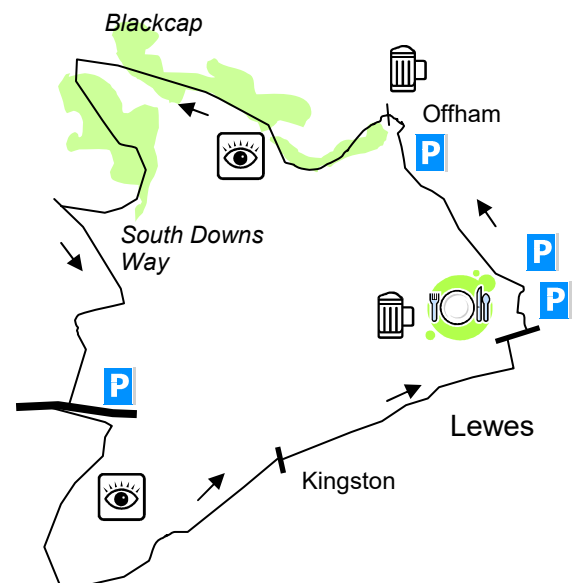 Blackcap
Offham
P
South Downs
Way
P
P
P
Lewes
Kingston